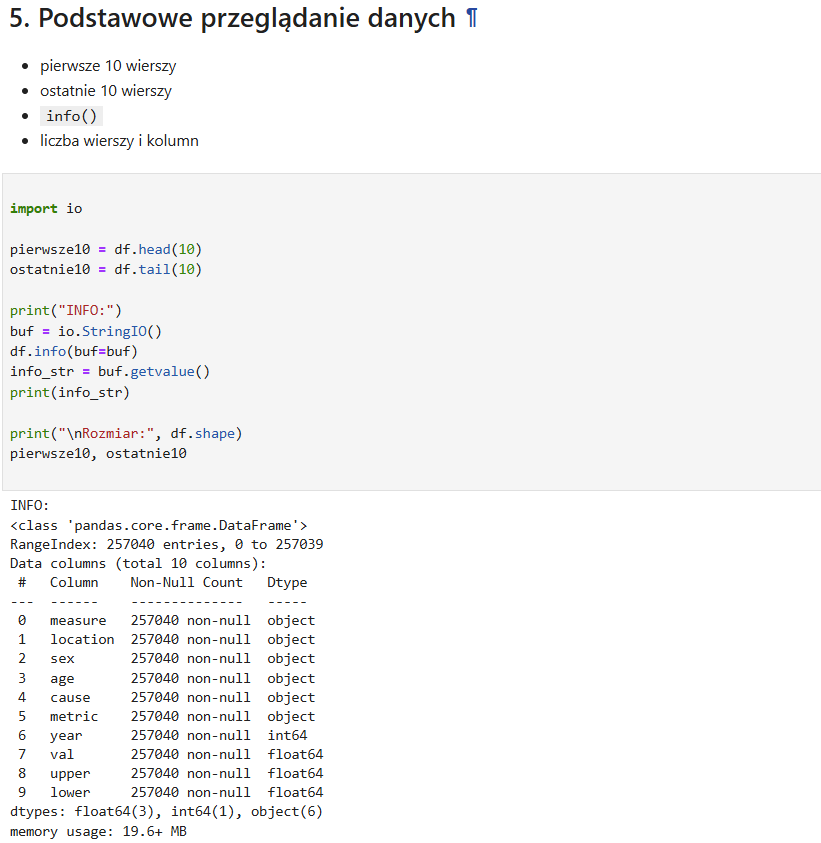 5. Podstawowe przeglądanie danych ¶
• pierwsze 10 wierszy
• ostatnie 10 wierszy
• info()
• liczba wierszy i kolumn
import io
pierwsze10 = df.head(10)
ostatnie10 = df.tail(10)
print("INFO:")
buf = io.StringIO()
df.info(buf=buf)
info_str = buf.getvalue()
print(info_str)
print("\nRozmiar:", df.shape)
pierwsze10, ostatnie10
INFO:
<class 'pandas.core.frame.DataFrame'>
RangeIndex: 257040 entries, 0 to 257039
Data columns (total 10 columns):
 #   Column    Non-Null Count   Dtype
---  ------    --------------   -----
 0   measure   257040 non-null  object
 1   location  257040 non-null  object
 2   sex       257040 non-null  object
 3   age       257040 non-null  object
 4   cause     257040 non-null  object
 5   metric    257040 non-null  object
 6   year      257040 non-null  int64
 7   val       257040 non-null  float64
 8   upper     257040 non-null  float64
 9   lower     257040 non-null  float64
dtypes: float64(3), int64(1), object(6)
memory usage: 19.6+ MB